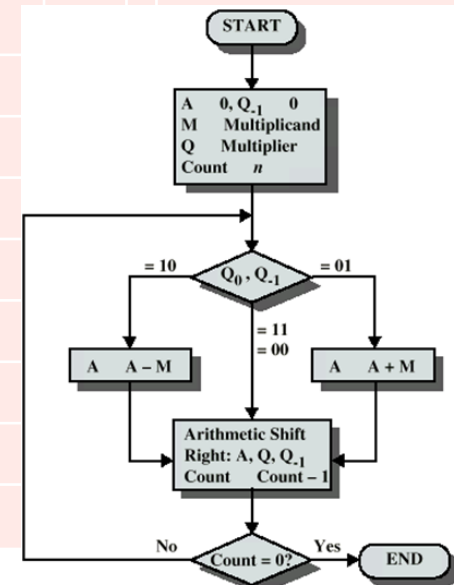 START
A 0, Q-1 0
M Multiplicand
Q Multiplier
Count n
= 10
Q0, Q-1
= 01
= 11
= 00
A A – M
A A + M
Arithmetic Shift
Right: A, Q, Q-1
Count Count – 1
No
Count = 0?
Yes
END